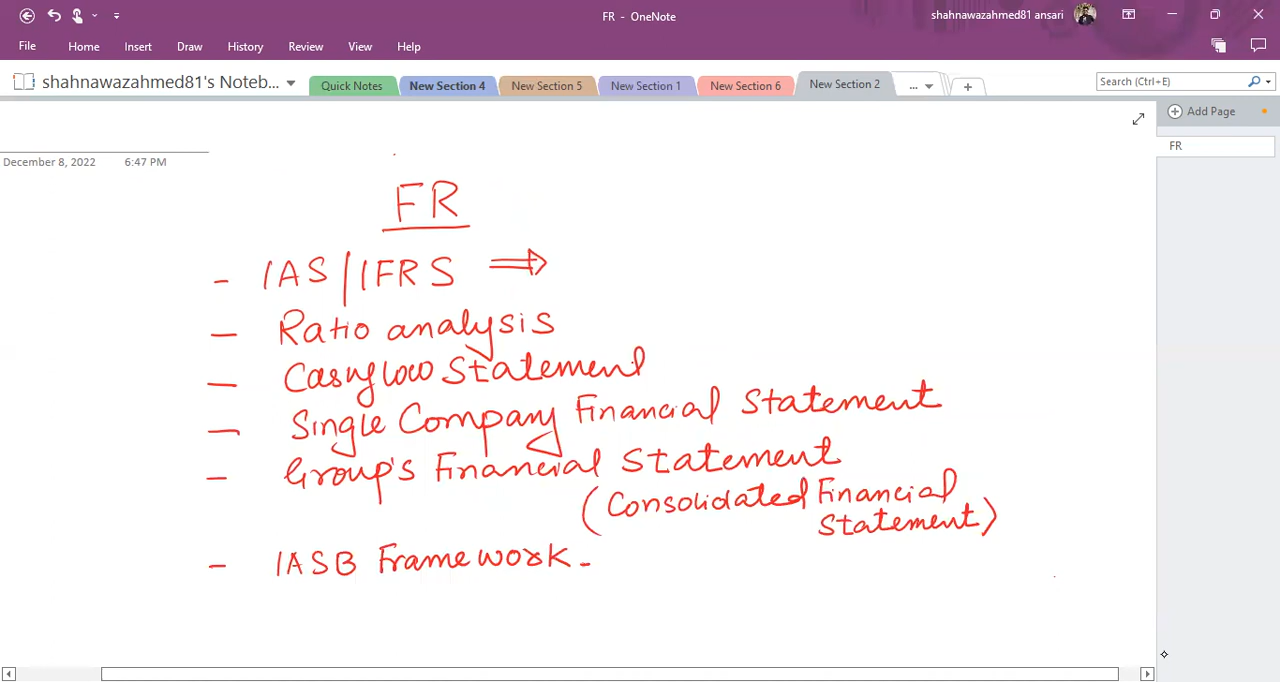 FR - OneNote
shahnawazahmed81 ansari
File Home Insert Draw History Review View Help
shahnawazahmed81's Noteb...
Quick Notes
New Section 4
New Section 5
New Section 1
New Section 6
New Section 2
...
Search (Ctrl+E)
Add Page
FR
December 8, 2022 6:47 PM
FR
- IAS/IFRS ⇒
- Ratio analysis
- Cashflow Statement
- Single Company Financial Statement
- Group's Financial Statement
(Consolidated Financial
Statement)
- IASB Framework.